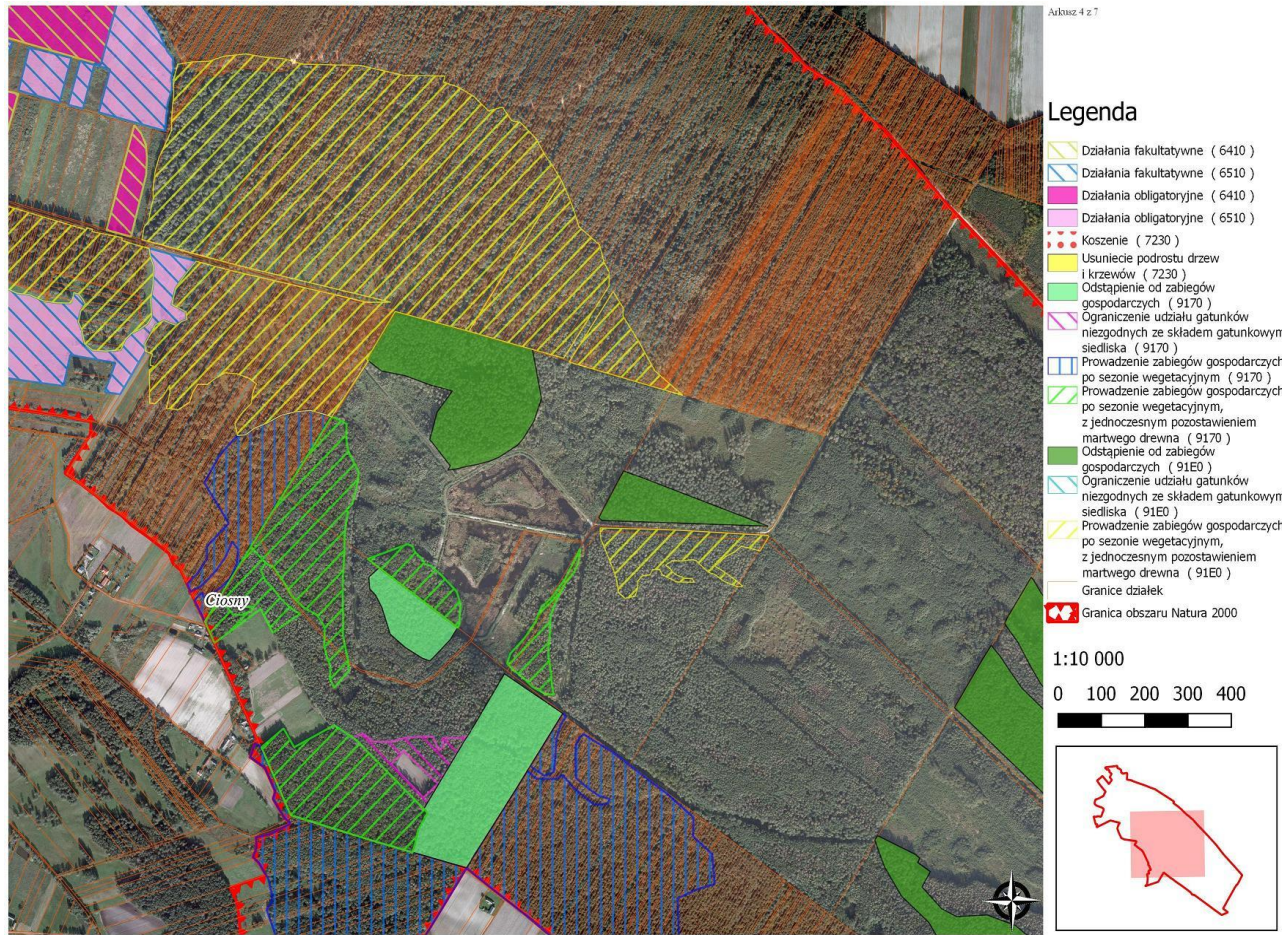 Arkusz 4 z 7
Legenda
Działania fakultatywne ( 6410 )
Działania fakultatywne ( 6510 )
Działania obligatoryjne ( 6410 )
Działania obligatoryjne ( 6510 )
Koszenie ( 7230 )
Usuniecie podrostu drzew
i krzewów ( 7230 )
Odstąpienie od zabiegów
gospodarczych ( 9170 )
Ograniczenie udziału gatunków
niezgodnych ze składem gatunkowym
siedliska ( 9170 )
Prowadzenie zabiegów gospodarczych
po sezonie wegetacyjnym ( 9170 )
Prowadzenie zabiegów gospodarczych
po sezonie wegetacyjnym,
z jednoczesnym pozostawieniem
martwego drewna ( 9170 )
Odstąpienie od zabiegów
gospodarczych ( 91E0 )
Ograniczenie udziału gatunków
niezgodnych ze składem gatunkowym
siedliska ( 91E0 )
Prowadzenie zabiegów gospodarczych
po sezonie wegetacyjnym,
z jednoczesnym pozostawieniem
martwego drewna ( 91E0 )
Granice działek
Granica obszaru Natura 2000
1:10 000
0 100 200 300 400
Ciosny